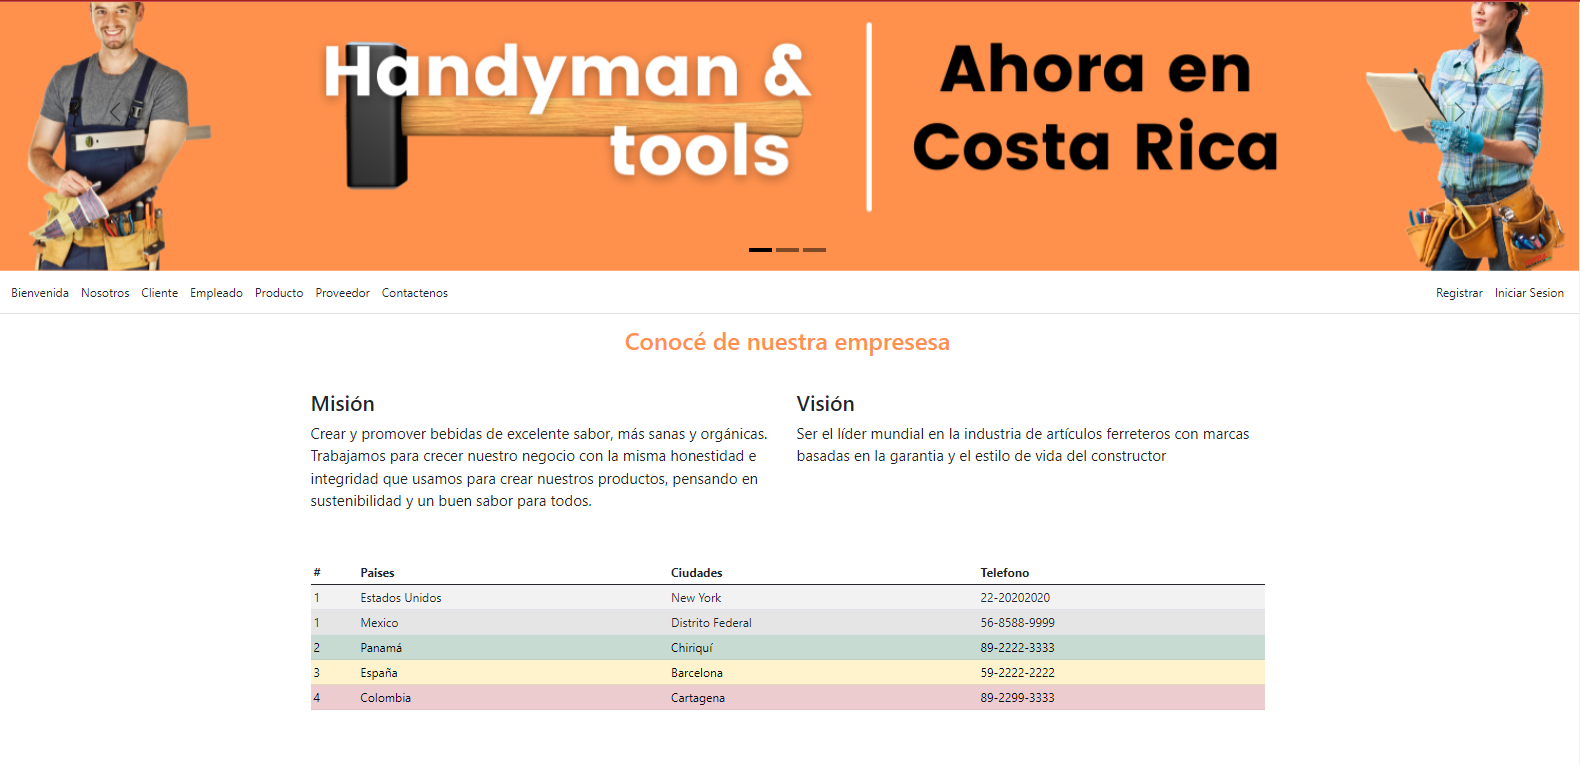 Handyman &
tools
Ahora en
Costa Rica
Bienvenida Nosotros Cliente Empleado Producto Proveedor Contactenos Registrar Iniciar Sesion
Conocé de nuestra empresesa
Misión
Crear y promover bebidas de excelente sabor, más sanas y orgánicas.
Trabajamos para crecer nuestro negocio con la misma honestidad e
integridad que usamos para crear nuestros productos, pensando en
sustenibilidad y un buen sabor para todos.
Visión
Ser el líder mundial en la industria de artículos ferreteros con marcas
basadas en la garantia y el estilo de vida del constructor
# Paises Ciudades Telefono
1 Estados Unidos New York 22-20202020
1 Mexico Distrito Federal 56-8588-9999
2 Panamá Chiriquí 89-2222-3333
3 España Barcelona 59-2222-2222
4 Colombia Cartagena 89-2299-3333